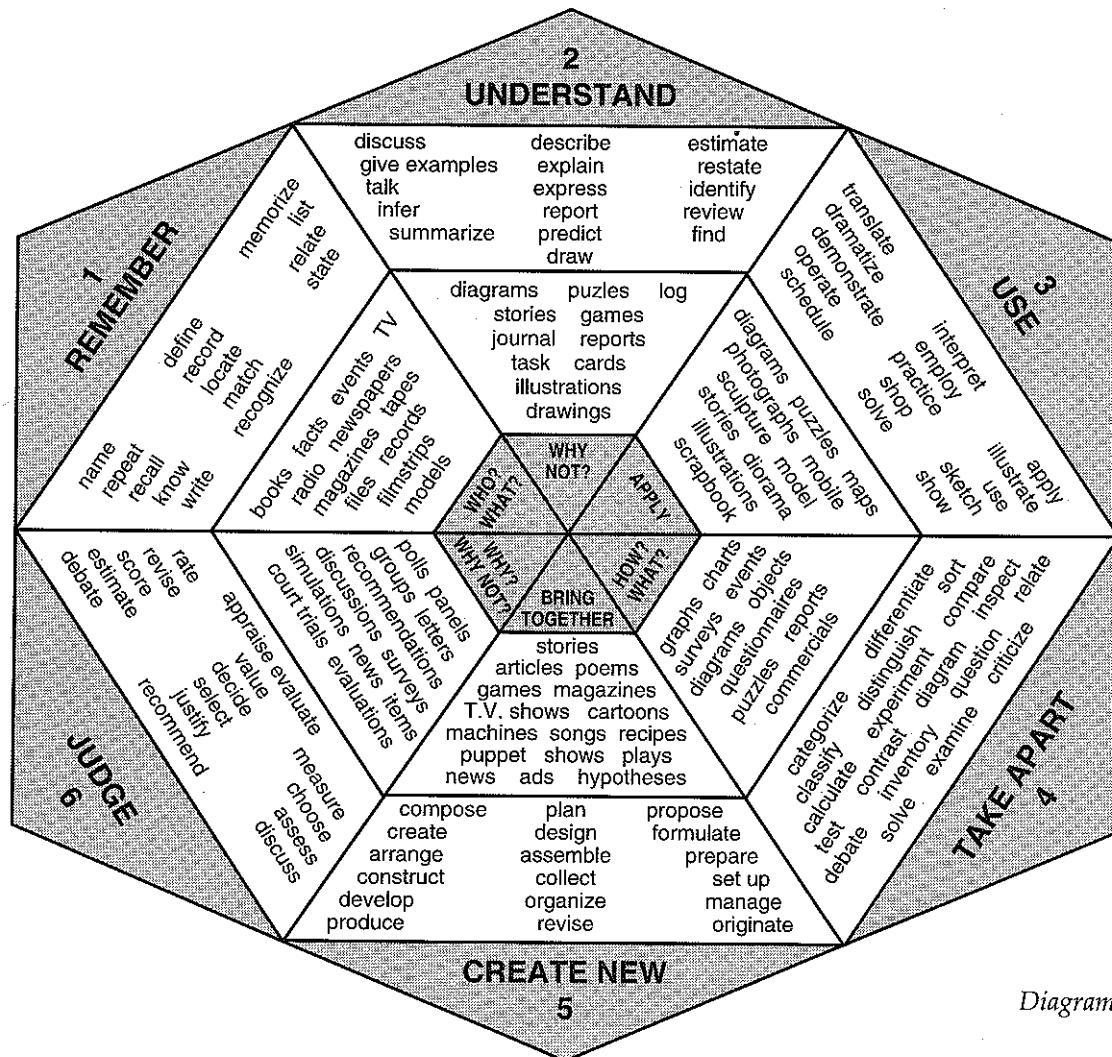 2
UNDERSTAND
discuss describe estimate
give examples explain restate
talk express identify
infer report review
summarize predict find
draw
diagrams puzles log
stories games
journal reports
task cards
illustrations
drawings
WHY
NOT?
1
REMEMBER
memorize
list
relate
state
define
record
locate
match
recognize
name
repeat
recall
know
write
books facts events TV
radio newspapers
magazines tapes
files records
filmstrips
models
WHO?
WHAT?
3
USE
translate
dramatize
demonstrate
operate
schedule
interpret
employ
practice
shop
solve
apply
illustrate
use
sketch
show
diagrams puzzles maps
photographs mobile
sculpture model
stories diorama
illustrations
scrapbook
APPLY
TAKE APART
4
differentiate sort compare inspect relate
distinguish
experiment diagram question criticize
categorize
classify
calculate contrast inventory examine
test
debate solve
graphs charts
surveys events
diagrams objects
questionnaires
puzzles reports
commercials
HOW?
WHAT?
BRING
TOGETHER
stories
articles poems
games magazines
T.V. shows cartoons
machines songs recipes
puppet shows plays
news ads hypotheses
compose plan propose
create design formulate
arrange assemble prepare
construct collect set up
develop organize manage
produce revise originate
CREATE NEW
5
JUDGE
6
rate
revise
score
estimate
debate
appraise evaluate
value
decide
select
justify
recommend
measure
choose
assess
discuss
polls panels
groups letters
recommendations
discussions surveys
simulations news items
court trials evaluations
WHY?
WHY NOT?
Diagram